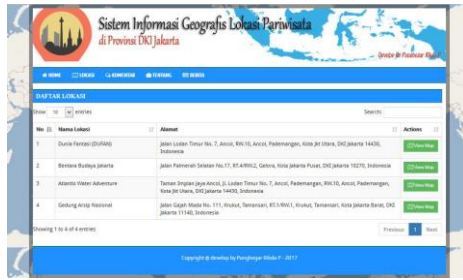 Sistem Informasi Geografis Lokasi Pariwisata
di Provinsi DKI Jakarta
HOME LOKASI KOMENTAR TENTANG BERITA
DAFTAR LOKASI
Show 10 entries Search:
No Nama Lokasi Alamat Actions
1 Dunia Fantasi (DUFAN) Jalan Lodan Timur No. 7, Ancol, RW.10, Ancol, Pademangan, Kota Jkt Utara, DKI Jakarta 14430,
Indonesia View Map
2 Bentara Budaya Jakarta Jalan Palmerah Selatan No.17, RT.4/RW.2, Gelora, Kota Jakarta Pusat, DKI Jakarta 10270, Indonesia View Map
3 Atlantis Water Adventure Taman Impian Jaya Ancol, Jl. Lodan Timur No. 7, Ancol, Pademangan, RW.10, Ancol, Pademangan,
Kota Jkt Utara, DKI Jakarta 14430, Indonesia View Map
4 Gedung Arsip Nasional Jalan Gajah Mada No. 111, Krukut, Tamansari, RT.1/RW.1, Krukut, Tamansari, Kota Jakarta Barat, DKI
Jakarta 11140, Indonesia View Map
Showing 1 to 4 of 4 entries Previous 1 Next
Copyright @ develop by - 2017